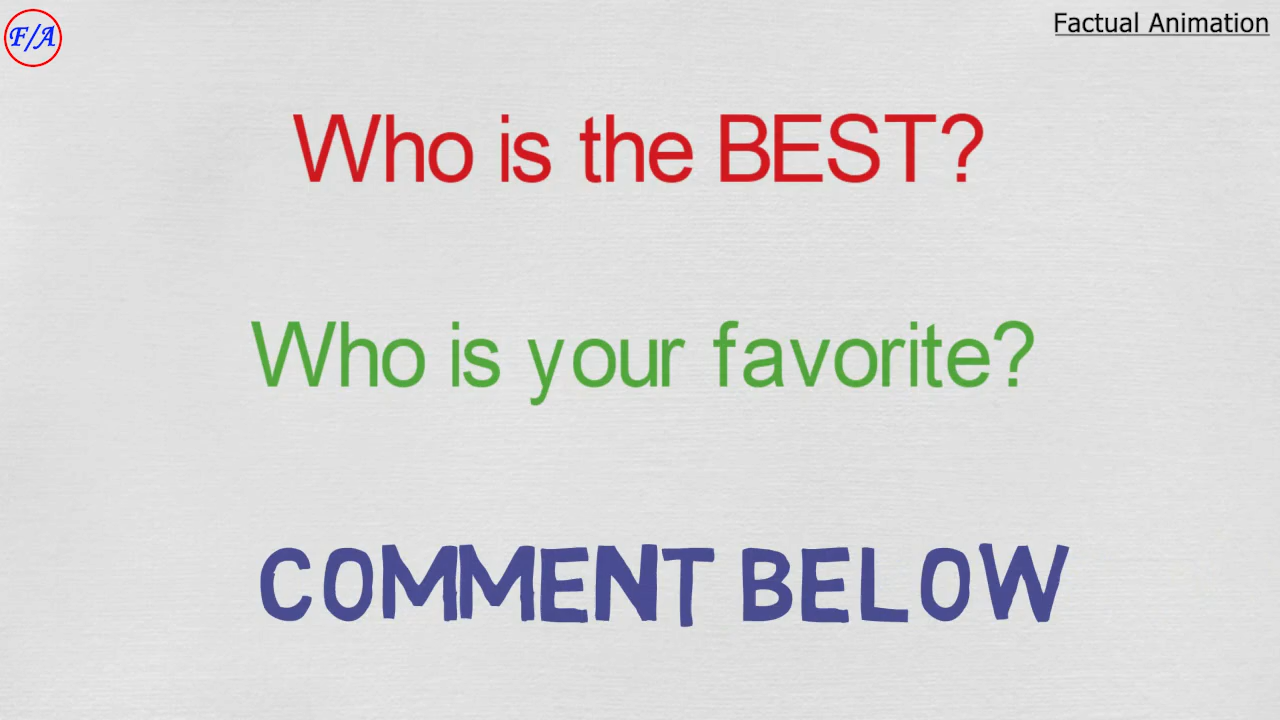 F/A
Factual Animation
Who is the BEST?
Who is your favorite?
COMMENT BELOW